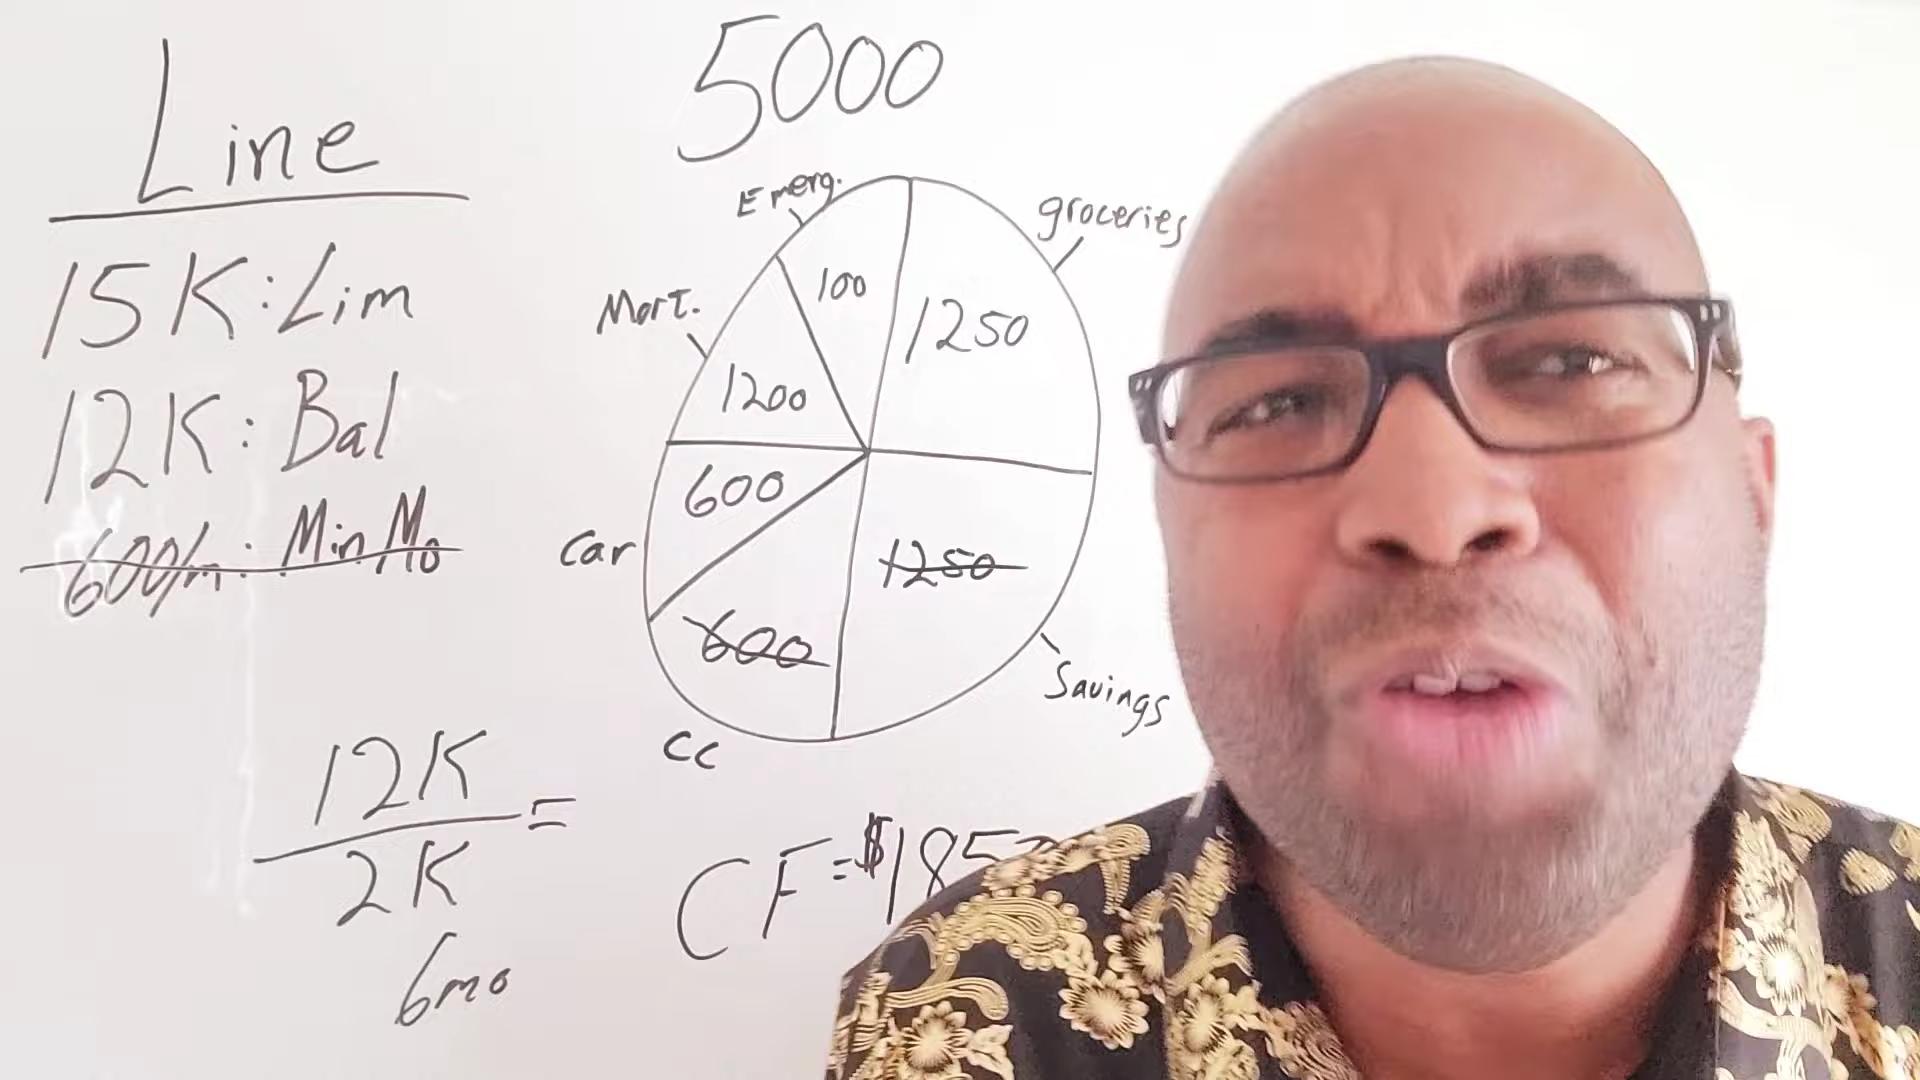 Line
15K: Lim
12K: Bal
600/m: Min Mo
12K
2K
=
6mo
5000
Emerg.
groceries
100
1250
Mort.
1200
600
Car
1250
600
Savings
CC
CF=$185